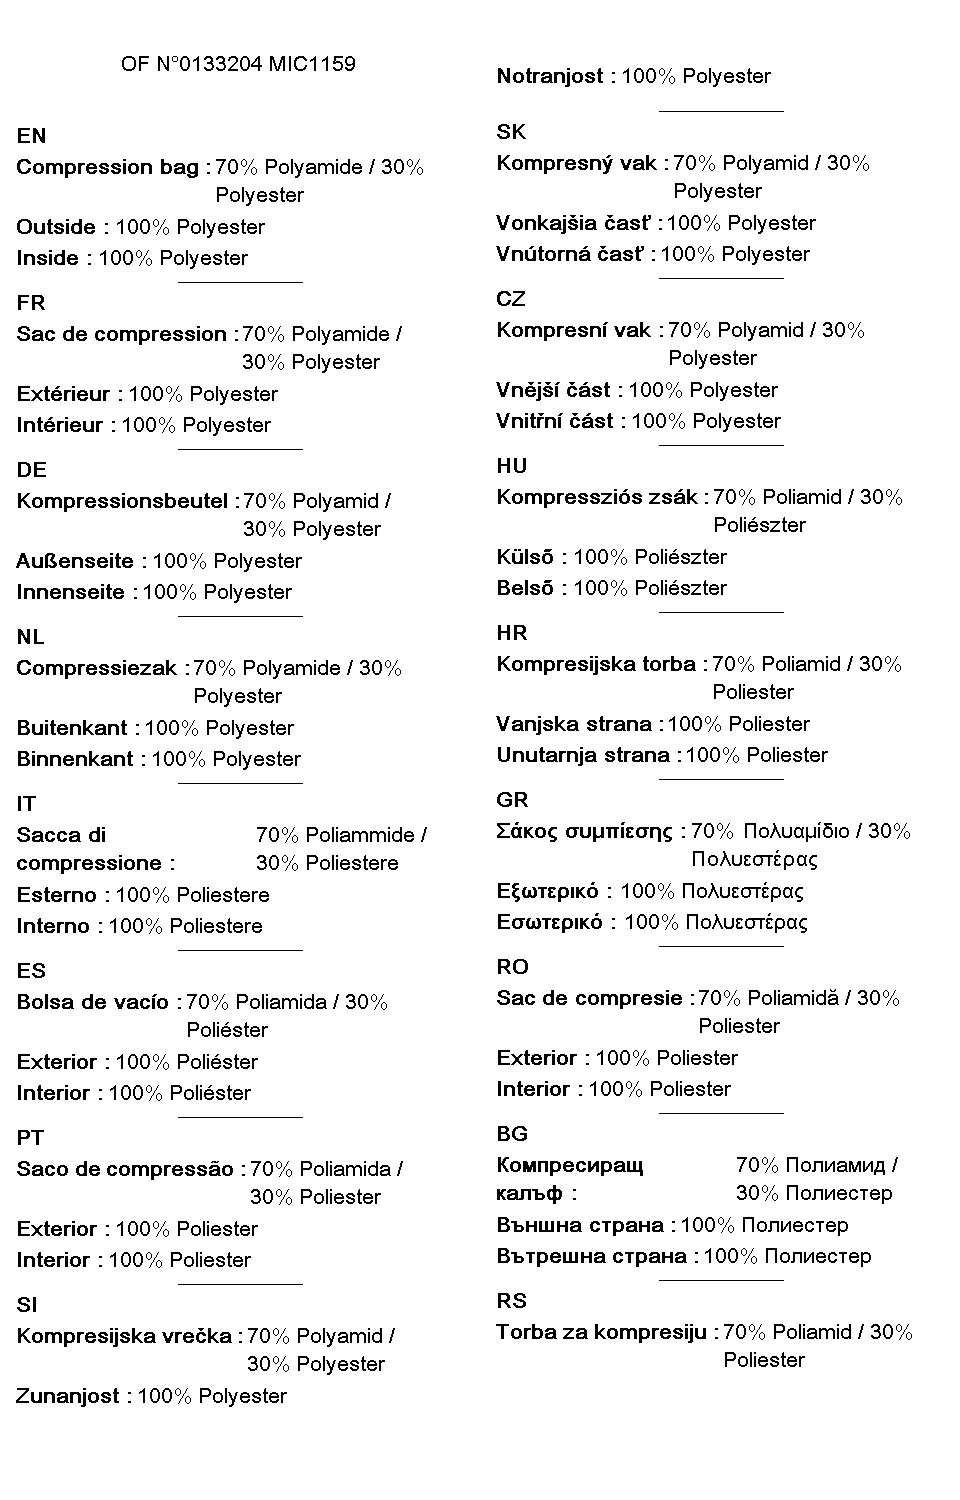 OF N°0133204 MIC1159
EN
Compression bag : 70% Polyamide / 30%
Polyester
Outside : 100% Polyester
Inside : 100% Polyester
FR
Sac de compression : 70% Polyamide /
30% Polyester
Extérieur : 100% Polyester
Intérieur : 100% Polyester
DE
Kompressionsbeutel : 70% Polyamid /
30% Polyester
Außenseite : 100% Polyester
Innenseite : 100% Polyester
NL
Compressiezak : 70% Polyamide / 30%
Polyester
Buitenkant : 100% Polyester
Binnenkant : 100% Polyester
IT
Sacca di 70% Poliammide /
compressione : 30% Poliestere
Esterno : 100% Poliestere
Interno : 100% Poliestere
ES
Bolsa de vacío : 70% Poliamida / 30%
Poliéster
Exterior : 100% Poliéster
Interior : 100% Poliéster
PT
Saco de compressão : 70% Poliamida /
30% Poliester
Exterior : 100% Poliester
Interior : 100% Poliester
SI
Kompresijska vrečka : 70% Polyamid /
30% Polyester
Zunanjost : 100% Polyester
Notranjost : 100% Polyester
SK
Kompresný vak : 70% Polyamid / 30%
Polyester
Vonkajšia časť : 100% Polyester
Vnútorná časť : 100% Polyester
CZ
Kompresní vak : 70% Polyamid / 30%
Polyester
Vnější část : 100% Polyester
Vnitřní část : 100% Polyester
HU
Kompressziós zsák : 70% Poliamid / 30%
Poliészter
Külsõ : 100% Poliészter
Belsõ : 100% Poliészter
HR
Kompresijska torba : 70% Poliamid / 30%
Poliester
Vanjska strana : 100% Poliester
Unutarnja strana : 100% Poliester
GR
Σάκος συμπίεσης : 70% Πολυαμίδιο / 30%
Πολυεστέρας
Εξωτερικό : 100% Πολυεστέρας
Εσωτερικό : 100% Πολυεστέρας
RO
Sac de compresie : 70% Poliamidă / 30%
Poliester
Exterior : 100% Poliester
Interior : 100% Poliester
BG
Компресиращ 70% Полиамид /
калъф : 30% Полиестер
Външна страна : 100% Полиестер
Вътрешна страна : 100% Полиестер
RS
Torba za kompresiju : 70% Poliamid / 30%
Poliester